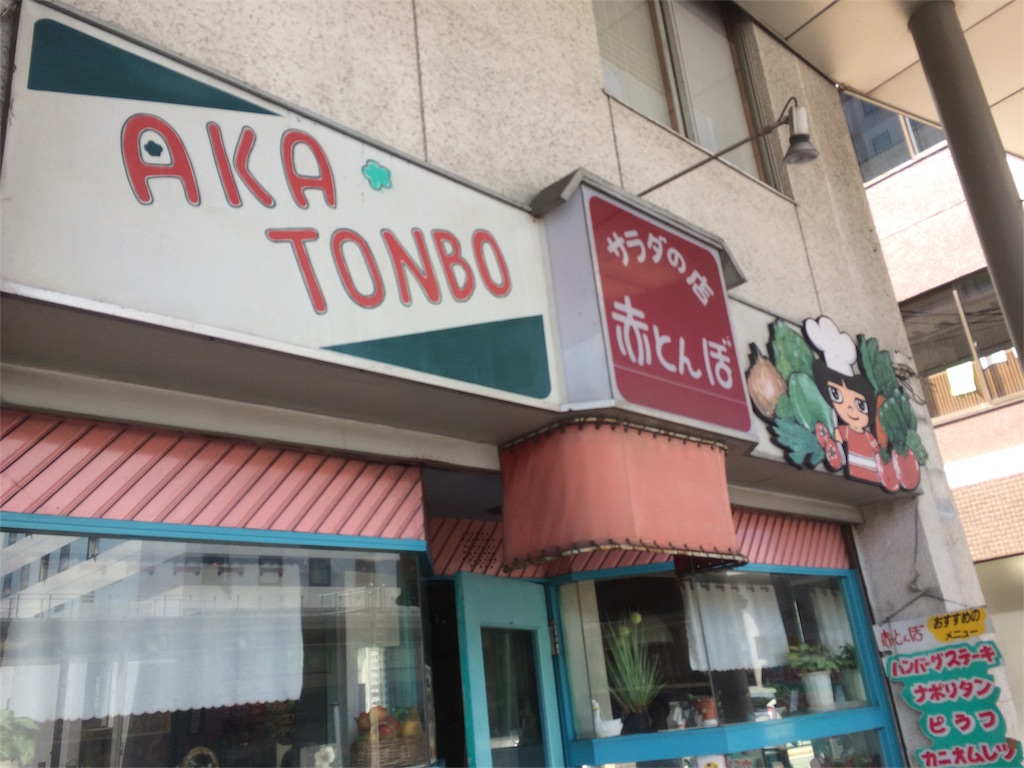 AKA
TONBO
サラダの店
赤とんぼ
赤とんぼ
おすすめの
メニュー
ハンバーグステーキ
ナポリタン
ピラフ
カニオムレツ